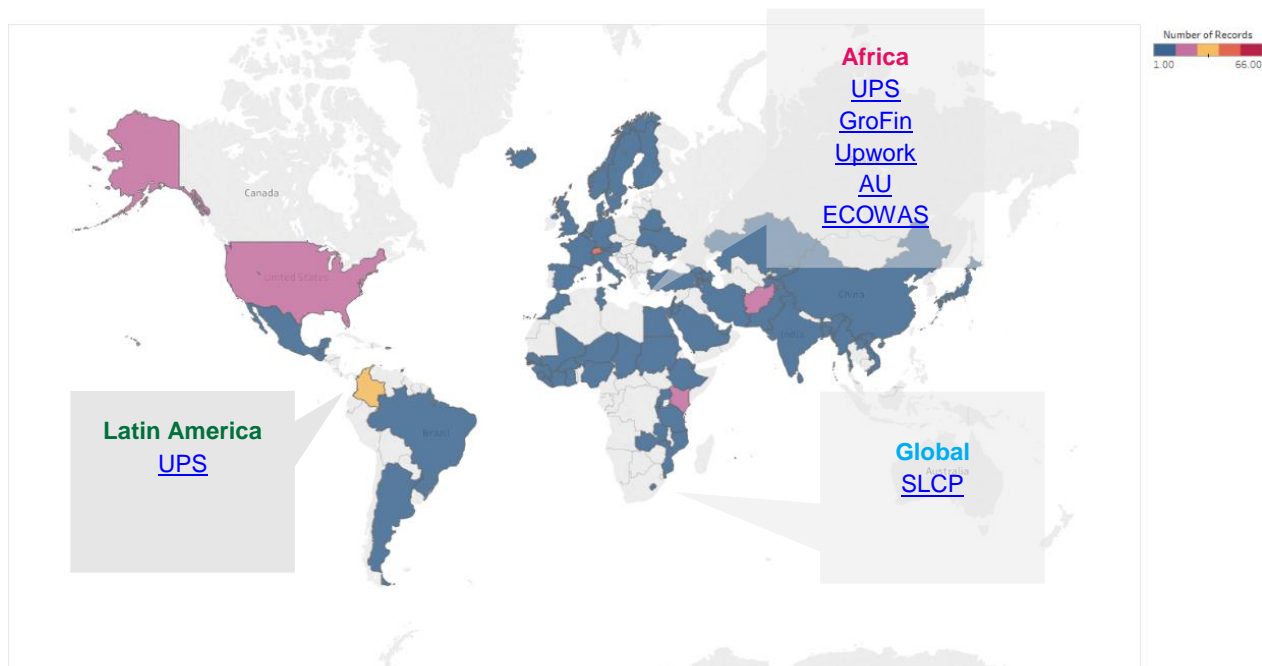 Number of Records
1.00 66.00
Africa
UPS
GroFin
Upwork
AU
ECOWAS
Canada
United States
China
India
Latin America
UPS
Brazil
Global
Australia
SLCP